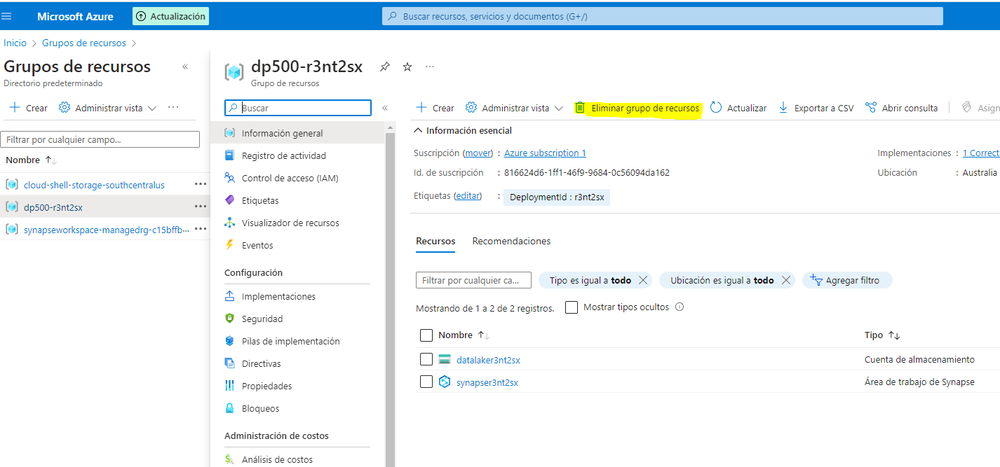 Microsoft Azure
Actualización
Buscar recursos, servicios y documentos (G+/)
Inicio > Grupos de recursos >
Grupos de recursos
Directorio predeterminado
Crear Administrar vista ...
Filtrar por cualquier campo...
Nombre
cloud-shell-storage-southcentralus
dp500-r3nt2sx
synapseworkspace-managedrg-c15bffb...
dp500-r3nt2sx
Grupo de recursos
Buscar
Información general
Registro de actividad
Control de acceso (IAM)
Etiquetas
Visualizador de recursos
Eventos
Configuración
Implementaciones
Seguridad
Pilas de implementación
Directivas
Propiedades
Bloqueos
Administración de costos
Análisis de costos
Crear Administrar vista Eliminar grupo de recursos Actualizar Exportar a CSV Abrir consulta Asign
Información esencial
Suscripción (mover) : Azure subscription 1
Id. de suscripción : 816624d6-1ff1-46f9-9684-0c56094da162
Etiquetas (editar) : DeploymentId : r3nt2sx
Implementaciones : 1 Correct
Ubicación : Australia
Recursos Recomendaciones
Filtrar por cualquier ca... Tipo es igual a todo Ubicación es igual a todo Agregar filtro
Mostrando de 1 a 2 de 2 registros. Mostrar tipos ocultos
Nombre Tipo
datalaker3nt2sx Cuenta de almacenamiento
synapser3nt2sx Área de trabajo de Synapse